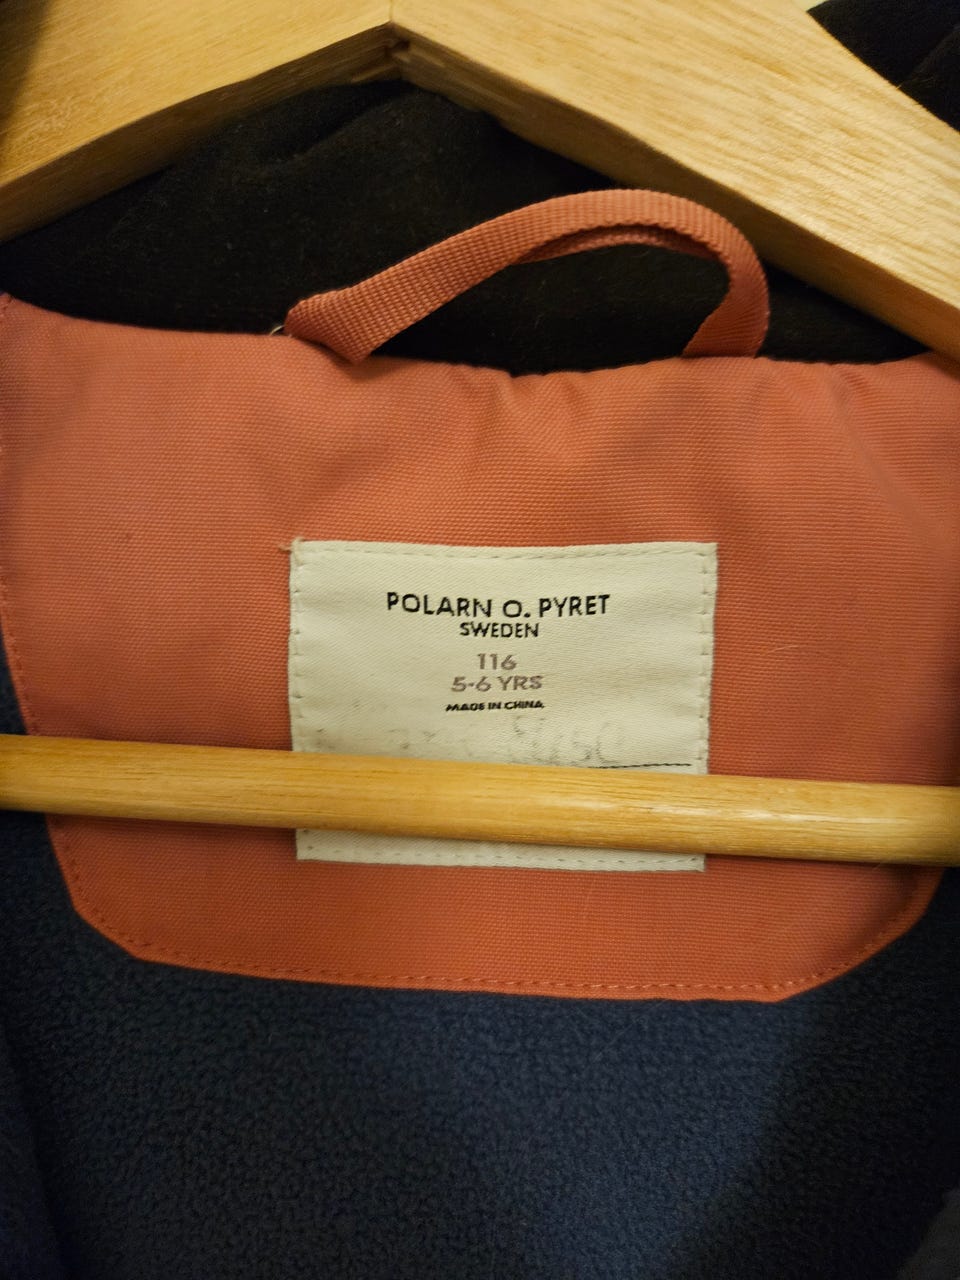 POLARN O. PYRET
SWEDEN
116
5-6 YRS
MADE IN CHINA